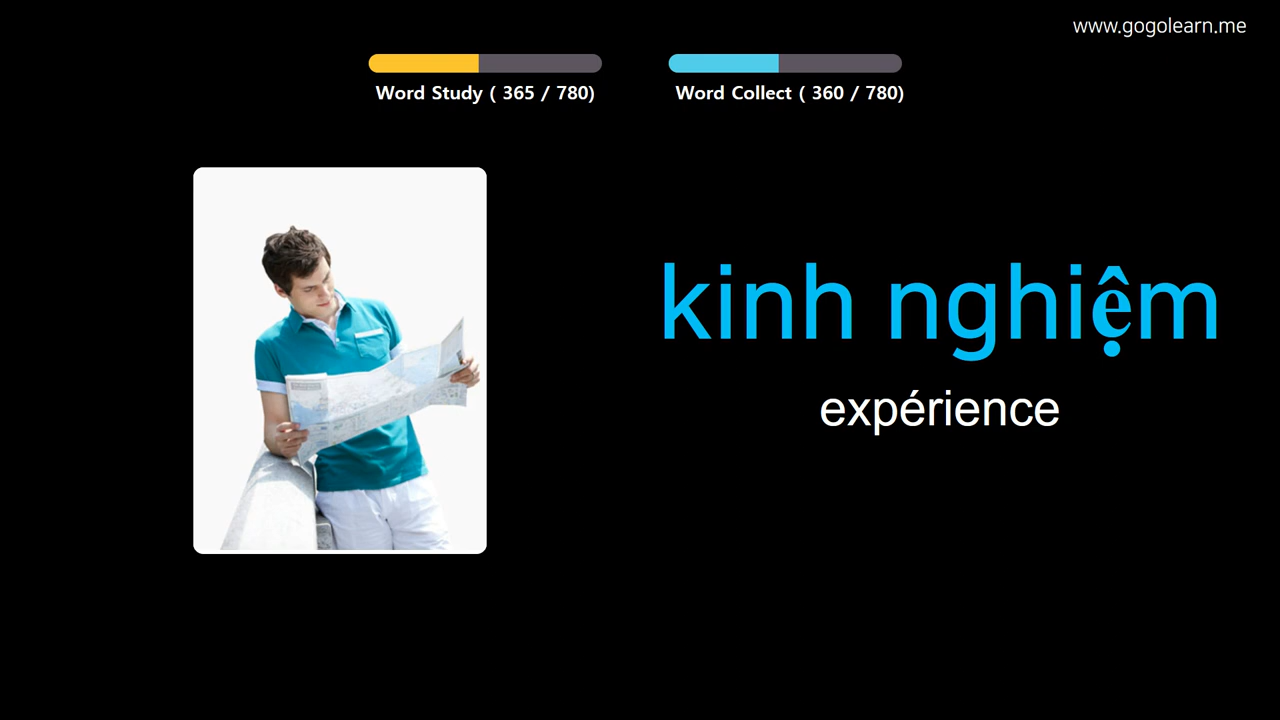 www.gogolearn.me
Word Study ( 365 / 780)
Word Collect ( 360 / 780)
kinh nghiệm
expérience